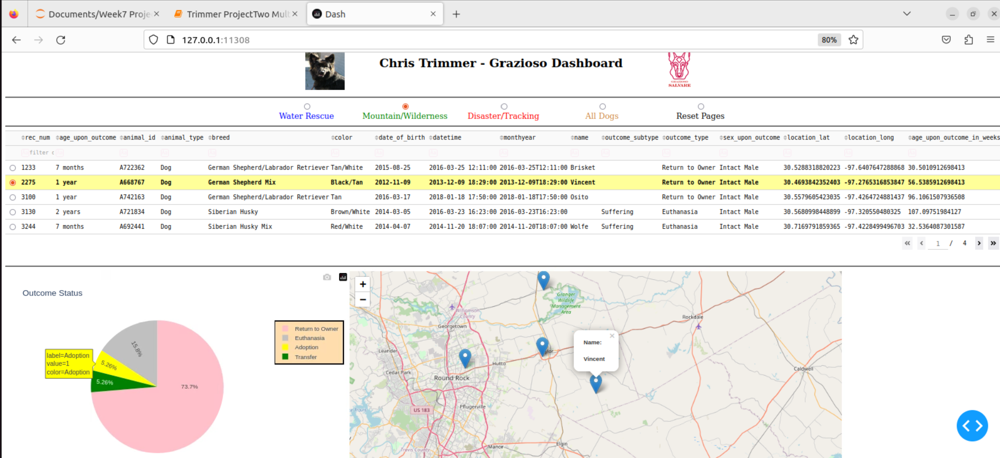 Documents/Week7 Proje
Trimmer ProjectTwo Mult
Dash
127.0.0.1:11308
80%
Chris Trimmer - Grazioso Dashboard
GRAZIOSO
SALVARE
Water Rescue
Mountain/Wilderness
Disaster/Tracking
All Dogs
Reset Pages
rec_num age_upon_outcome animal_id animal_type breed color date_of_birth datetime monthyear name outcome_subtype outcome_type sex_upon_outcome location_lat location_long age_upon_outcome_in_weeks
filter
1233 7 months A722362 Dog German Shepherd/Labrador Retriever Tan/White 2015-08-25 2016-03-25 12:11:00 2016-03-25T12:11:00 Brisket Return to Owner Intact Male 30.5288318820223 -97.6407647288868 30.5010912698413
2275 1 year A668767 Dog German Shepherd Mix Black/Tan 2012-11-09 2013-12-09 18:29:00 2013-12-09T18:29:00 Vincent Return to Owner Intact Male 30.4693842352403 -97.2765316853847 56.5385912698413
3100 1 year A742163 Dog German Shepherd/Labrador Retriever Tan 2016-03-17 2018-01-18 17:50:00 2018-01-18T17:50:00 Osito Return to Owner Intact Male 30.5579605423035 -97.4264724881437 96.1061507936508
3130 2 years A721834 Dog Siberian Husky Brown/White 2014-03-05 2016-03-23 16:23:00 2016-03-23T16:23:00 Suffering Euthanasia Intact Male 30.5680998448899 -97.320550480325 107.09751984127
3244 7 months A692441 Dog Siberian Husky Mix Red/White 2014-04-07 2014-11-20 18:07:00 2014-11-20T18:07:00 Wolfe Suffering Euthanasia Intact Male 30.7169791859365 -97.4228499496703 32.5364087301587
1 / 4
Outcome Status
Return to Owner
Euthanasia
Adoption
Transfer
label=Adoption
value=1
color=Adoption
15.8%
5.26%
5.26%
73.7%
+
−
Granger
Wildlife
Management
Area
Williamson
County
Georgetown
Rockdale
Name:
Vincent
Leander
Hutto
Cedar Park
Round Rock
Caldwell
Pflugerville
US 183
Elgin
Manor
Travis County